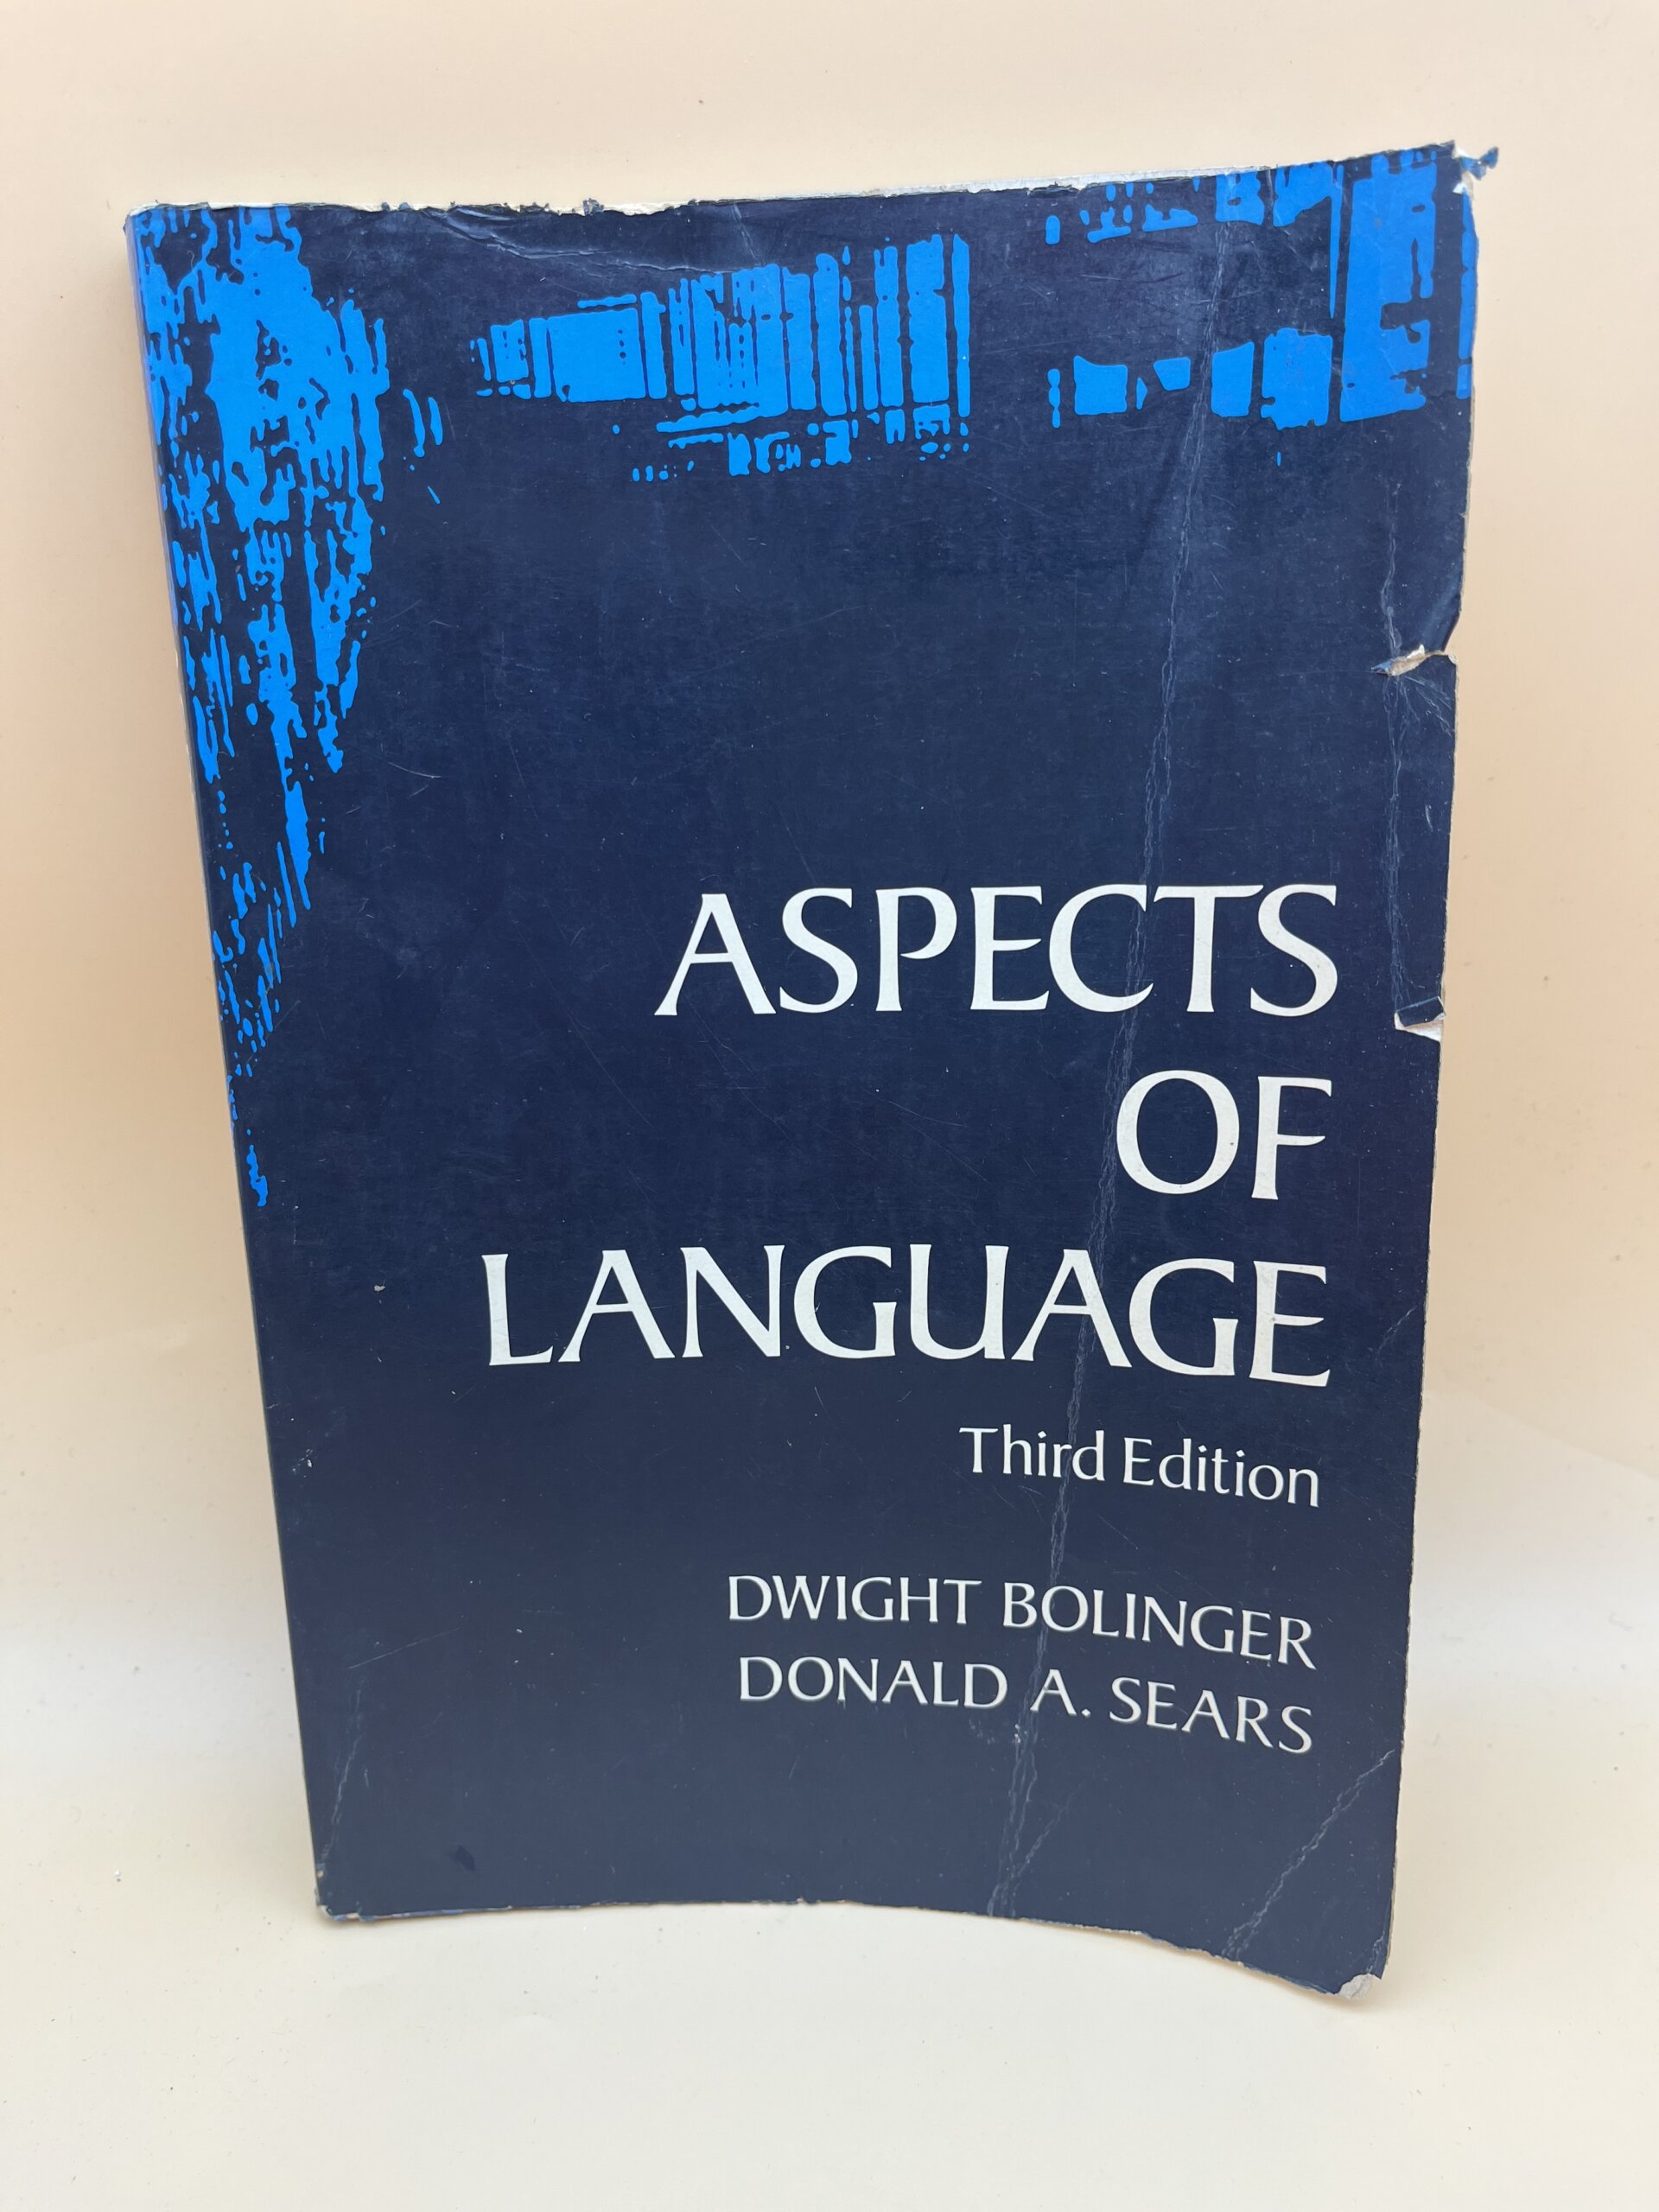 ASPECTS
OF
LANGUAGE
Third Edition
DWIGHT BOLINGER
DONALD A. SEARS